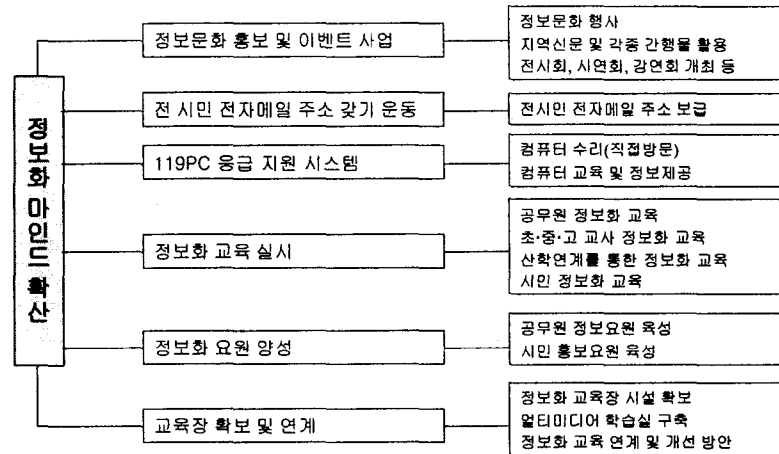 정보화 마인드 확산
정보문화 홍보 및 이벤트 사업
정보문화 행사
지역신문 및 각종 간행물 활용
전시회, 시연회, 강연회 개최 등
전 시민 전자메일 주소 갖기 운동
전시민 전자메일 주소 보급
119PC 응급 지원 시스템
컴퓨터 수리(직접방문)
컴퓨터 교육 및 정보제공
정보화 교육 실시
공무원 정보화 교육
초·중·고 교사 정보화 교육
산학연계를 통한 정보화 교육
시민 정보화 교육
정보화 요원 양성
공무원 정보요원 육성
시민 홍보요원 육성
교육장 확보 및 연계
정보화 교육장 시설 확보
멀티미디어 학습실 구축
정보화 교육 연계 및 개선 방안